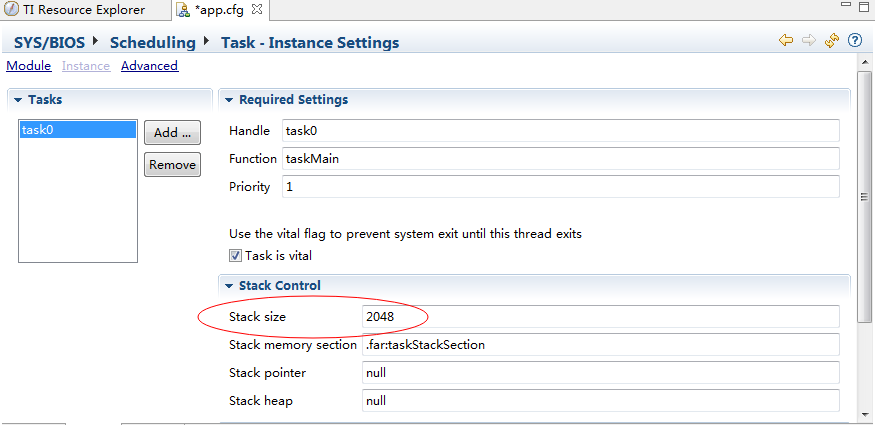 TI Resource Explorer
*app.cfg
SYS/BIOS Scheduling Task - Instance Settings
Module Instance Advanced
Tasks
task0
Add ...
Remove
Required Settings
Handle task0
Function taskMain
Priority 1
Use the vital flag to prevent system exit until this thread exits
Task is vital
Stack Control
Stack size 2048
Stack memory section .far:taskStackSection
Stack pointer null
Stack heap null